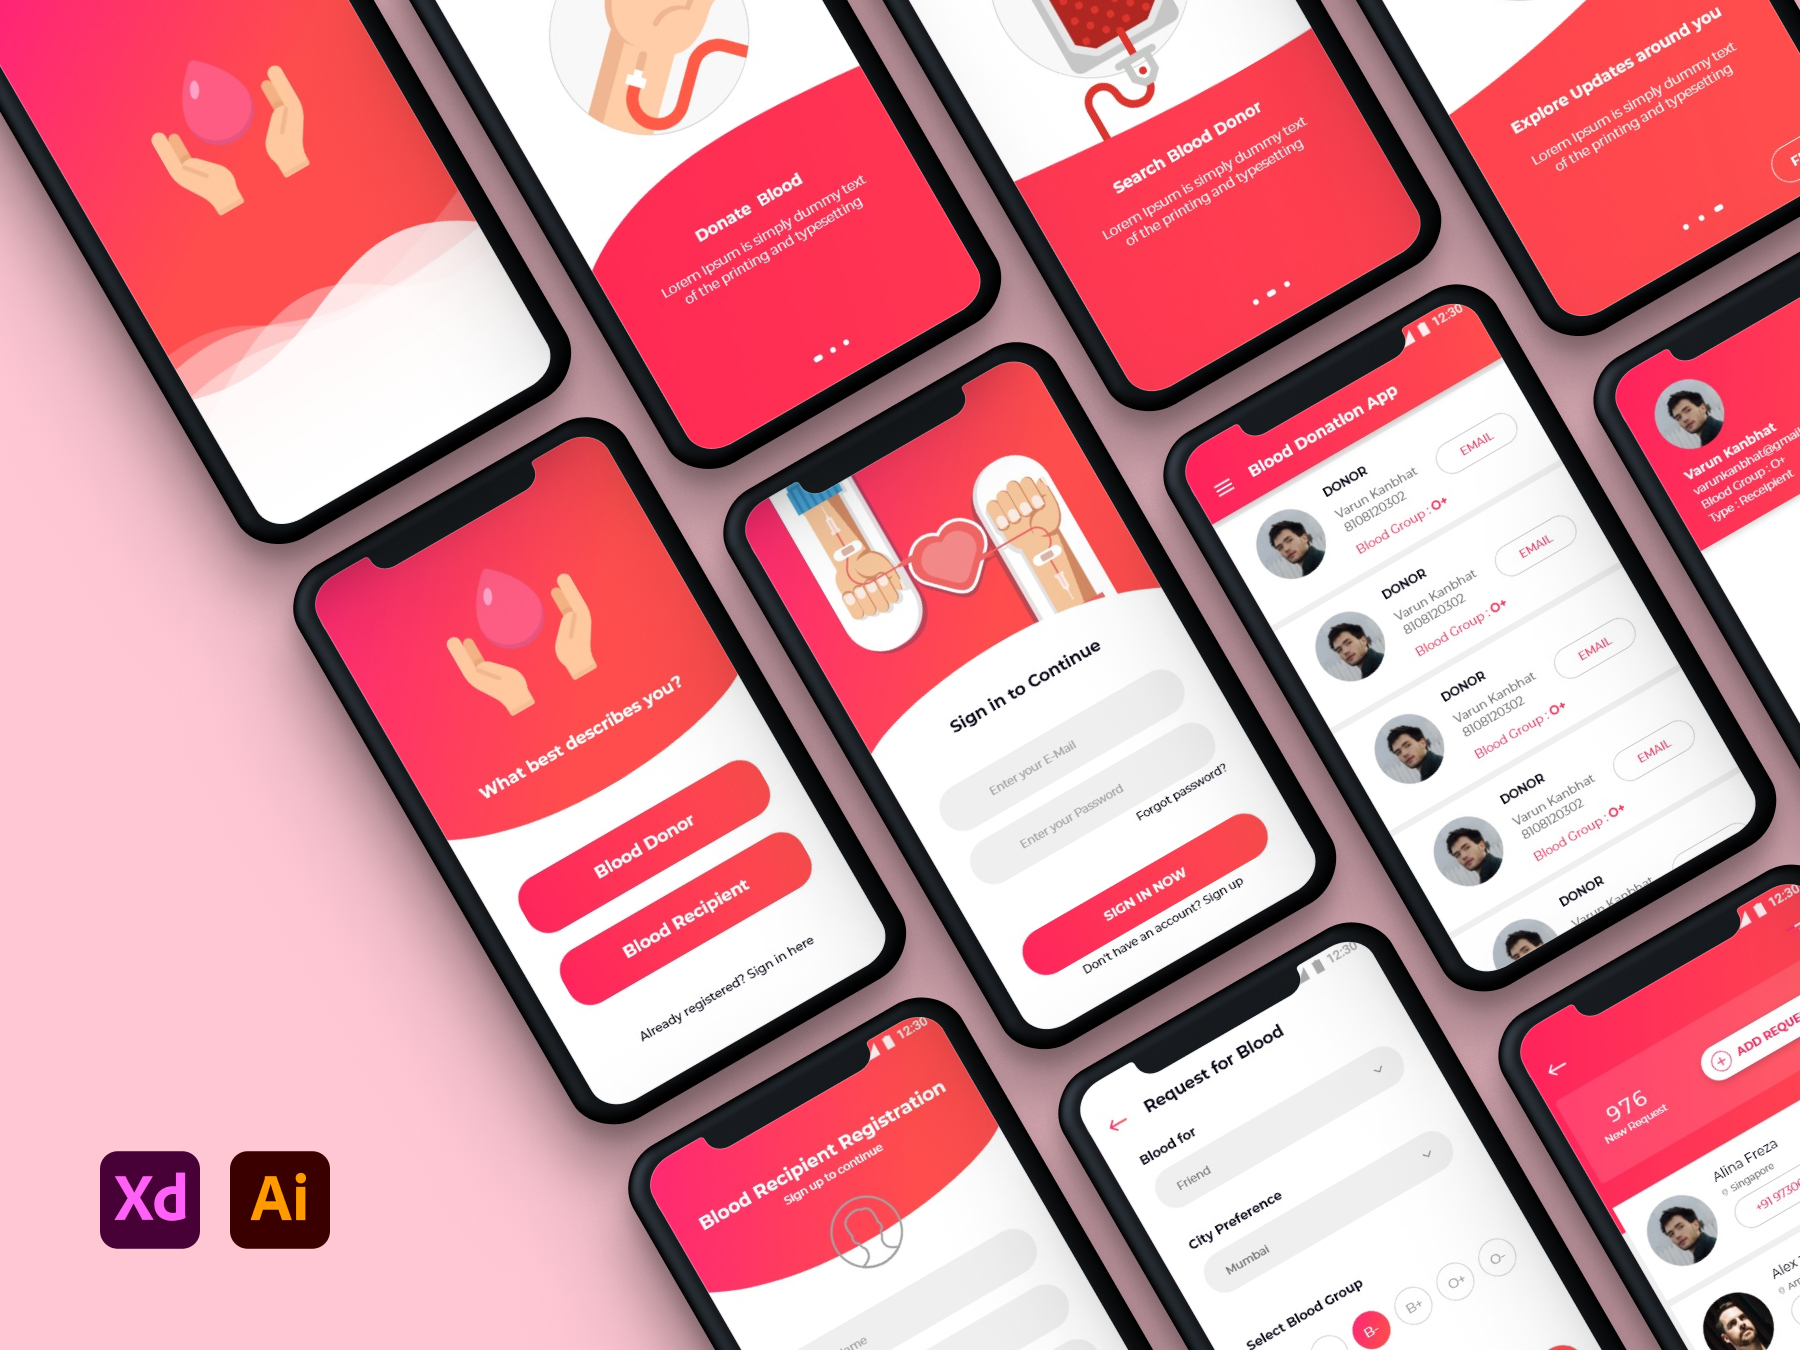 Donate Blood
Lorem Ipsum is simply dummy text
of the printing and typesetting
Search Blood Donor
Lorem Ipsum is simply dummy text
of the printing and typesetting
Explore Updates around you
Lorem Ipsum is simply dummy text
of the printing and typesetting
What best describes you?
Blood Donor
Blood Recipient
Already registered? Sign in here
Sign in to Continue
Enter your E-Mail
Enter your Password
Forgot password?
SIGN IN NOW
Don't have an account? Sign up
12:30
Blood Donation App
DONOR
Varun Kanbhat
8108120302
Blood Group : O+
EMAIL
DONOR
Varun Kanbhat
8108120302
Blood Group : O+
EMAIL
DONOR
Varun Kanbhat
8108120302
Blood Group : O+
EMAIL
DONOR
Varun Kanbhat
8108120302
Blood Group : O+
EMAIL
DONOR
Varun Kanbhat
Varun Kanbhat
varunkanbhat@gmail
Blood Group : O+
Type : Receipient
12:30
Blood Recipient Registration
Sign up to continue
12:30
Request for Blood
Blood for
Friend
City Preference
Mumbai
Select Blood Group
B-
B+
O+
O-
12:30
976
New Request
ADD REQUE
Alina Freza
Singapore
+91 9730
Alex
Xd
Ai